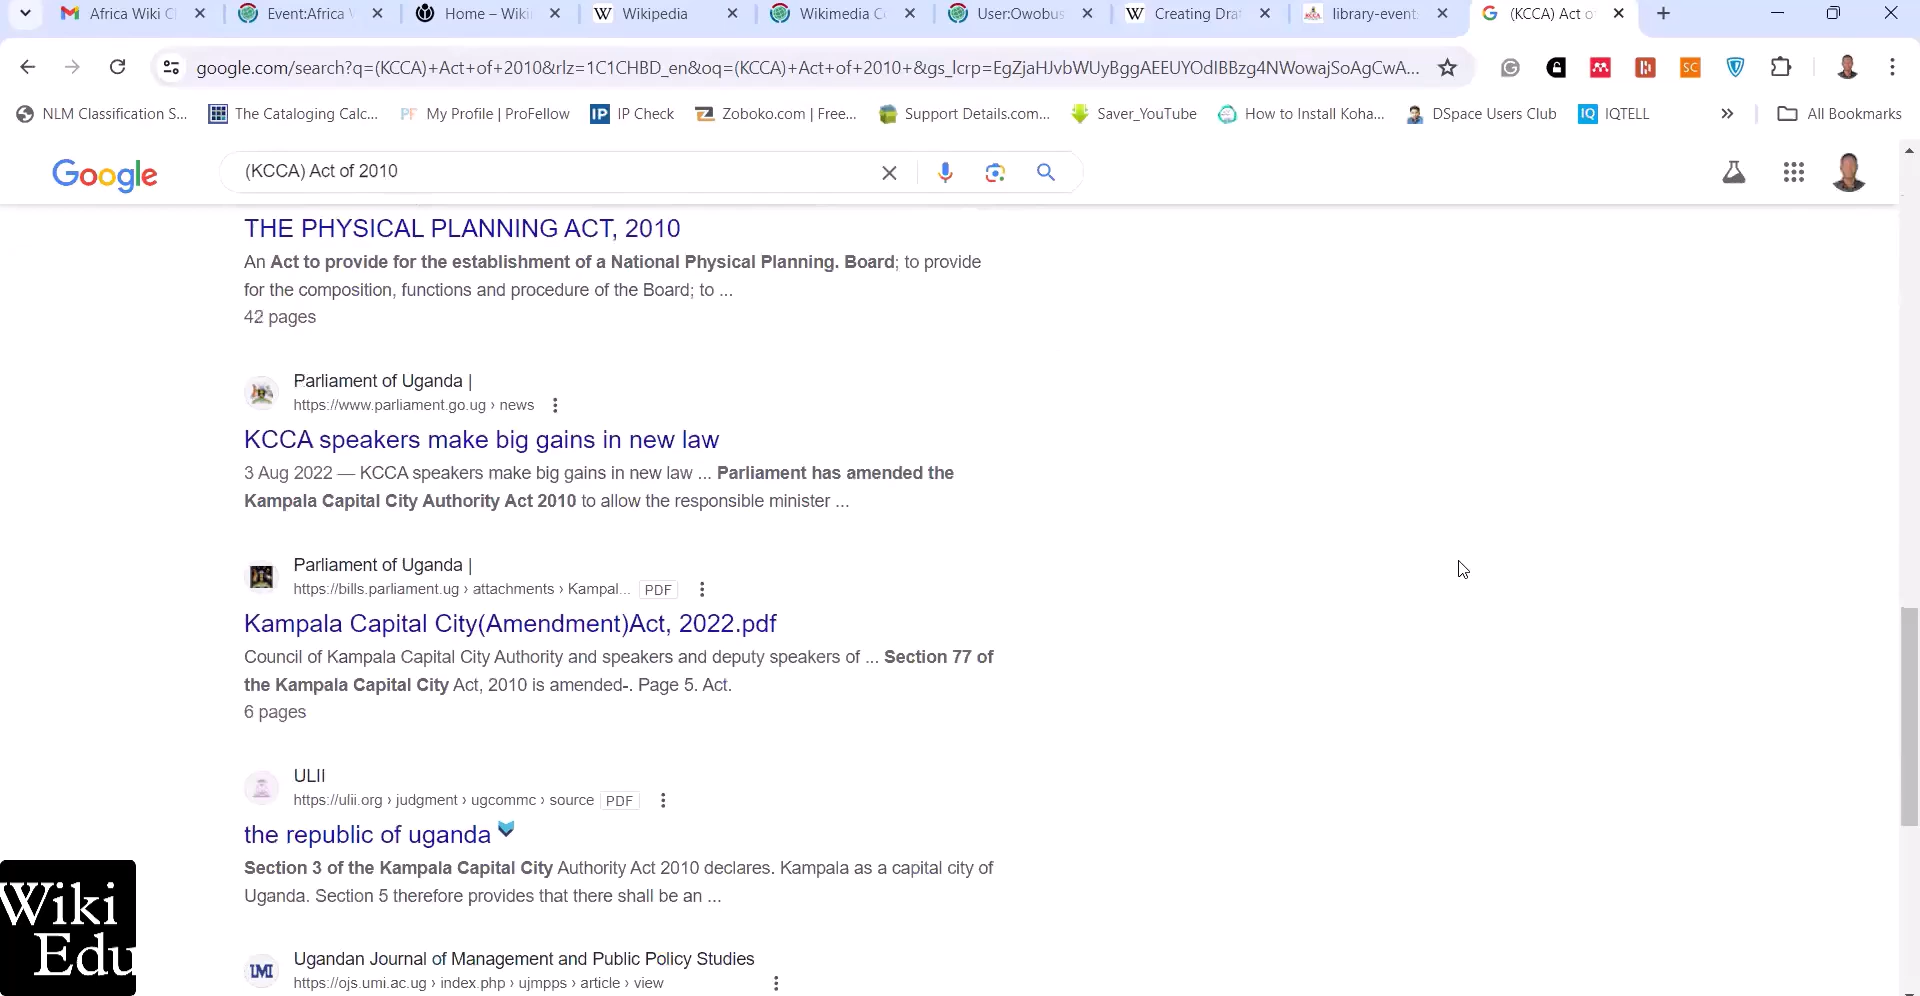 Africa Wiki C
Event:Africa
Home – Wiki
Wikipedia
Wikimedia C
User:Owobus
Creating Draf
library-event
(KCCA) Act o
google.com/search?q=(KCCA)+Act+of+2010&rlz=1C1CHBD_en&oq=(KCCA)+Act+of+2010+&gs_lcrp=EgZjaHJvbWUyBggAEEUYOdIBBzg4NWowajSoAgCwA...
NLM Classification S...
The Cataloging Calc...
PF My Profile | ProFellow
IP IP Check
Zoboko.com | Free...
Support Details.com...
Saver_YouTube
How to Install Koha...
DSpace Users Club
IQ IQTELL
All Bookmarks
Google
(KCCA) Act of 2010
THE PHYSICAL PLANNING ACT, 2010
An Act to provide for the establishment of a National Physical Planning. Board; to provide
for the composition, functions and procedure of the Board; to ...
42 pages
Parliament of Uganda |
https://www.parliament.go.ug › news
KCCA speakers make big gains in new law
3 Aug 2022 — KCCA speakers make big gains in new law ... Parliament has amended the
Kampala Capital City Authority Act 2010 to allow the responsible minister ...
Parliament of Uganda |
https://bills.parliament.ug › attachments › Kampal... PDF
Kampala Capital City(Amendment)Act, 2022.pdf
Council of Kampala Capital City Authority and speakers and deputy speakers of ... Section 77 of
the Kampala Capital City Act, 2010 is amended-. Page 5. Act.
6 pages
ULII
https://ulii.org › judgment › ugcommc › source PDF
the republic of uganda
Section 3 of the Kampala Capital City Authority Act 2010 declares. Kampala as a capital city of
Uganda. Section 5 therefore provides that there shall be an ...
UMI
Ugandan Journal of Management and Public Policy Studies
https://ojs.umi.ac.ug › index.php › ujmpps › article › view
Wiki
Edu